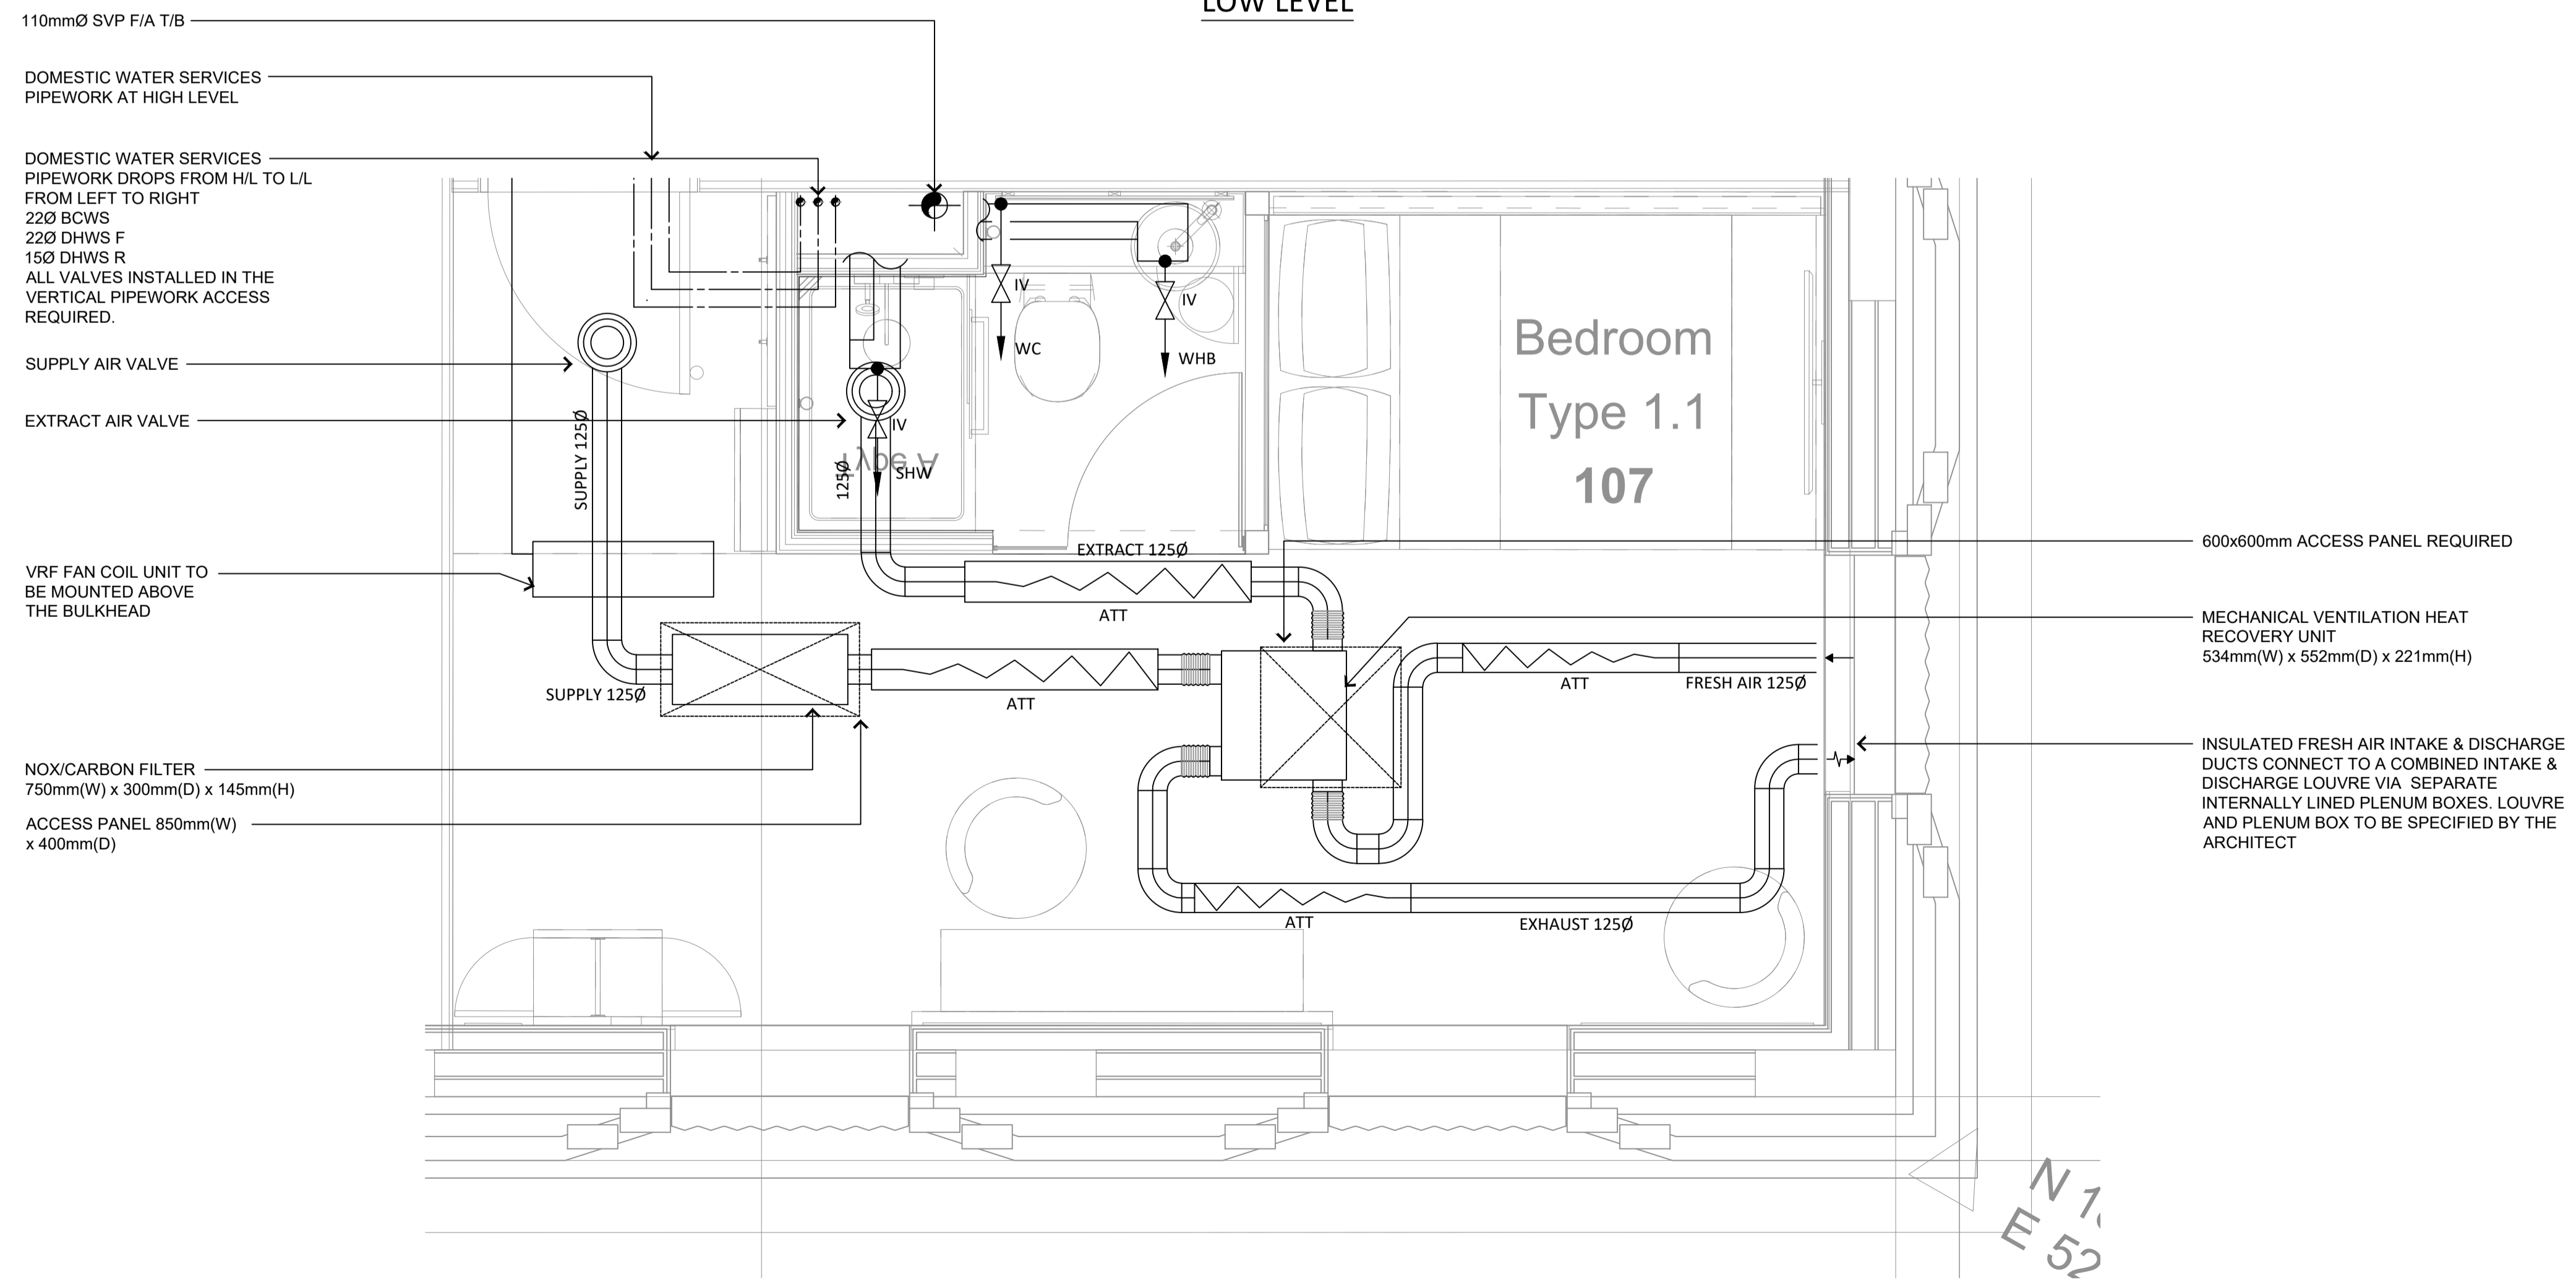 LOW LEVEL
110mmØ SVP F/A T/B
DOMESTIC WATER SERVICES
PIPEWORK AT HIGH LEVEL
DOMESTIC WATER SERVICES
PIPEWORK DROPS FROM H/L TO L/L
FROM LEFT TO RIGHT
22Ø BCWS
22Ø DHWS F
15Ø DHWS R
ALL VALVES INSTALLED IN THE
VERTICAL PIPEWORK ACCESS
REQUIRED.
SUPPLY AIR VALVE
EXTRACT AIR VALVE
VRF FAN COIL UNIT TO
BE MOUNTED ABOVE
THE BULKHEAD
NOX/CARBON FILTER
750mm(W) x 300mm(D) x 145mm(H)
ACCESS PANEL 850mm(W)
x 400mm(D)
SUPPLY 125Ø
SUPPLY 125Ø
125Ø
Type A
IV
SHW
IV
WC
IV
WHB
EXTRACT 125Ø
ATT
ATT
ATT
FRESH AIR 125Ø
ATT
EXHAUST 125Ø
Bedroom
Type 1.1
107
600x600mm ACCESS PANEL REQUIRED
MECHANICAL VENTILATION HEAT
RECOVERY UNIT
534mm(W) x 552mm(D) x 221mm(H)
INSULATED FRESH AIR INTAKE & DISCHARGE
DUCTS CONNECT TO A COMBINED INTAKE &
DISCHARGE LOUVRE VIA SEPARATE
INTERNALLY LINED PLENUM BOXES. LOUVRE
AND PLENUM BOX TO BE SPECIFIED BY THE
ARCHITECT
N 1
E 52